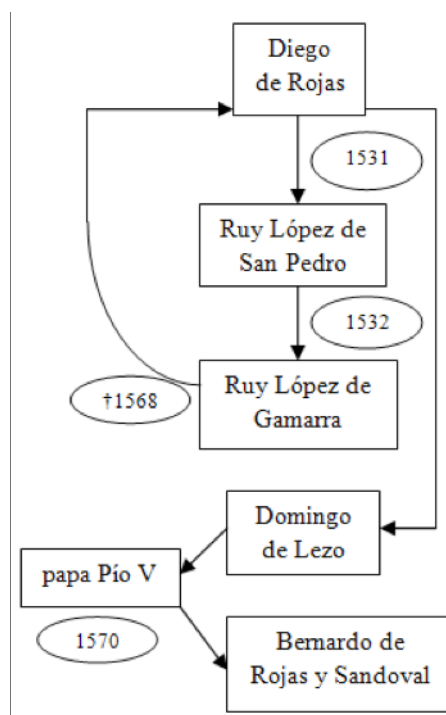 Diego
de Rojas
1531
Ruy López de
San Pedro
1532
Ruy López de
Gamarra
†1568
Domingo
de Lezo
papa Pío V
1570
Bernardo de
Rojas y Sandoval